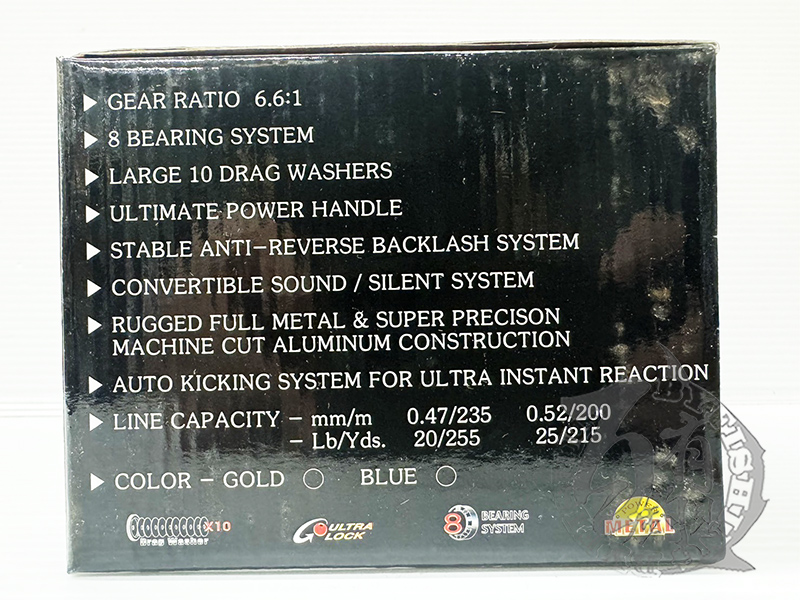 ▶ GEAR RATIO 6.6:1
▶ 8 BEARING SYSTEM
▶ LARGE 10 DRAG WASHERS
▶ ULTIMATE POWER HANDLE
▶ STABLE ANTI-REVERSE BACKLASH SYSTEM
▶ CONVERTIBLE SOUND / SILENT SYSTEM
▶ RUGGED FULL METAL & SUPER PRECISON
MACHINE CUT ALUMINUM CONSTRUCTION
▶ AUTO KICKING SYSTEM FOR ULTRA INSTANT REACTION
▶ LINE CAPACITY - mm/m 0.47/235 0.52/200
- Lb/Yds. 20/255 25/215
▶ COLOR - GOLD ○ BLUE ○
X10
Drag Washer
ULTRA
LOCK
8 BEARING
SYSTEM
POWER
METAL